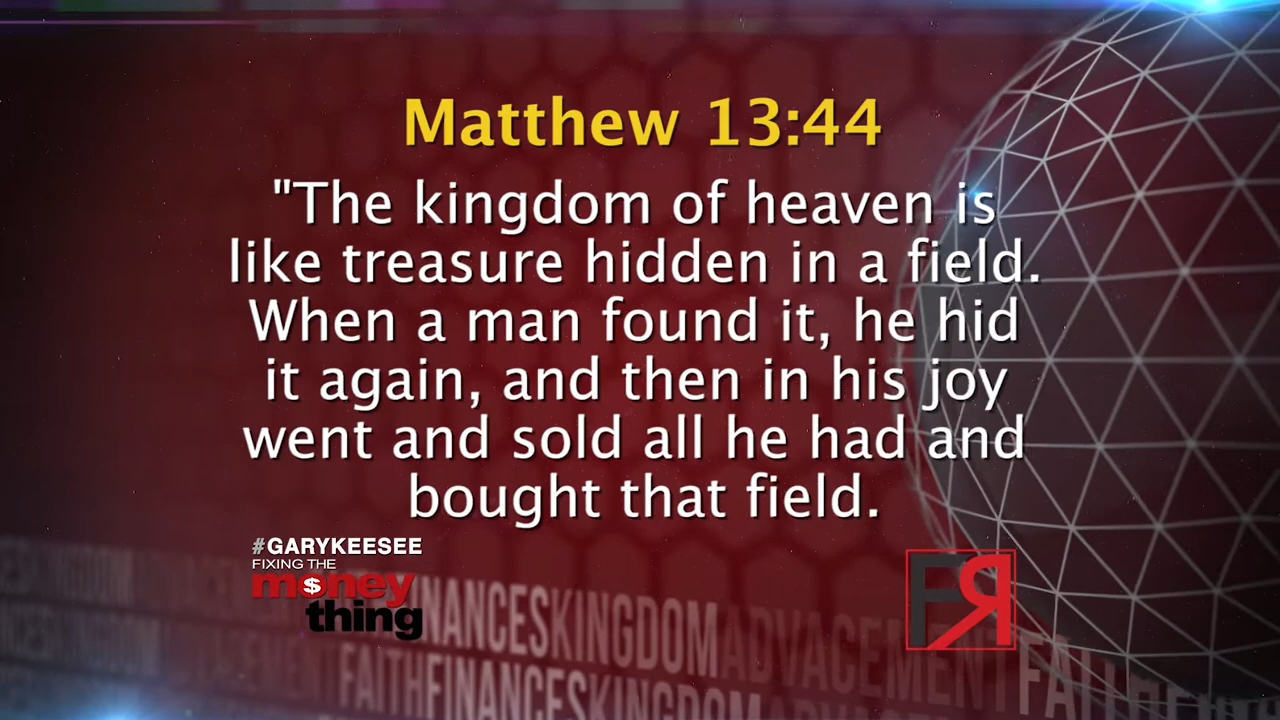 Matthew 13:44
"The kingdom of heaven is
like treasure hidden in a field.
When a man found it, he hid
it again, and then in his joy
went and sold all he had and
bought that field.
#GARYKEESEE
FIXING THE
money
thing
FR
NANCESKINGDOMADVACEMENTFAITH
FAITHFINANCESKINGDOM